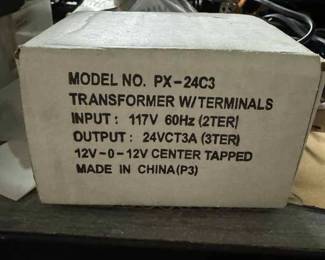 MODEL NO. PX-24C3
TRANSFORMER W/TERMINALS
INPUT: 117V 60Hz (2TER)
OUTPUT: 24VCT3A (3TER)
12V-0-12V CENTER TAPPED
MADE IN CHINA(P3)